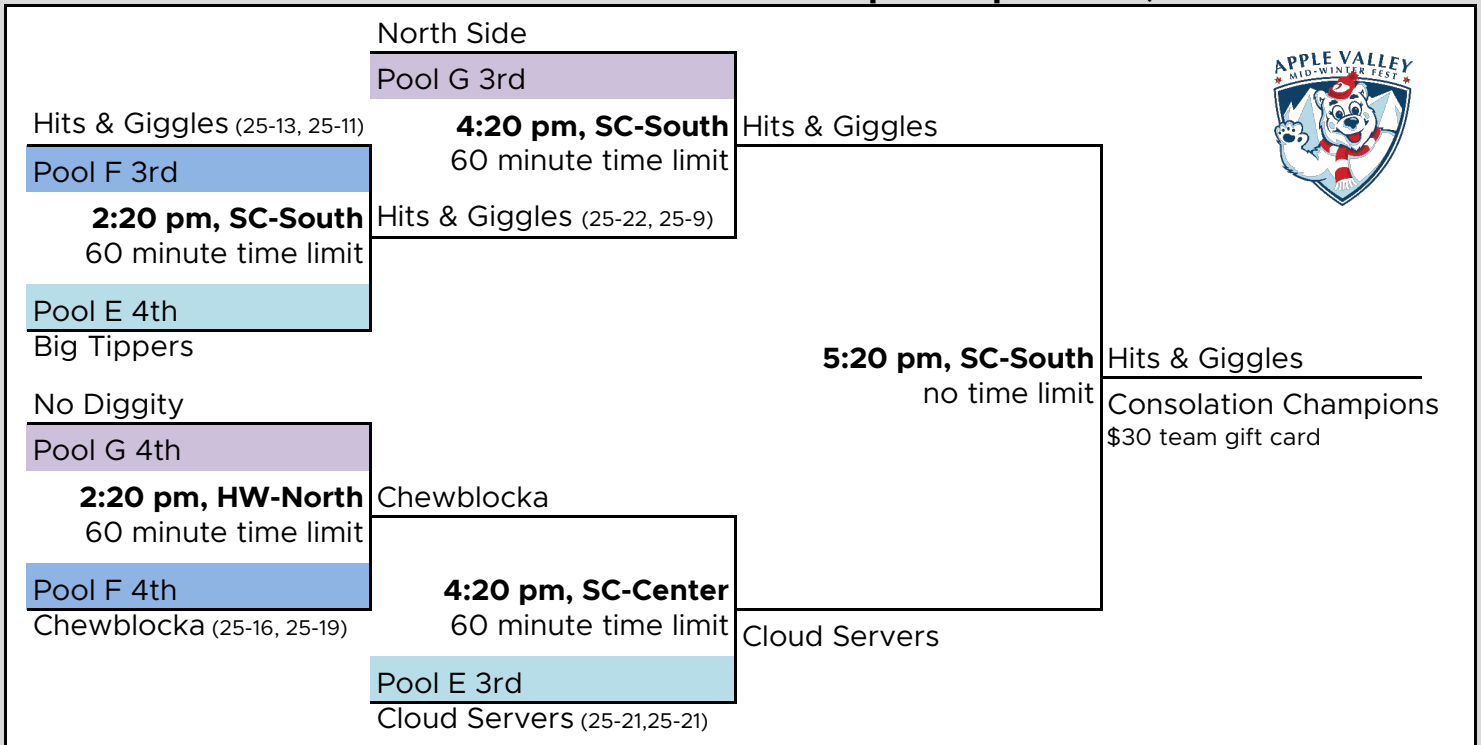 North Side
Pool G 3rd
Hits & Giggles (25-13, 25-11)
Pool F 3rd
2:20 pm, SC-South
60 minute time limit
Pool E 4th
Big Tippers
4:20 pm, SC-South
60 minute time limit
Hits & Giggles (25-22, 25-9)
Hits & Giggles
No Diggity
Pool G 4th
2:20 pm, HW-North
60 minute time limit
Pool F 4th
Chewblocka (25-16, 25-19)
Chewblocka
4:20 pm, SC-Center
60 minute time limit
Pool E 3rd
Cloud Servers (25-21,25-21)
Cloud Servers
5:20 pm, SC-South
no time limit
Hits & Giggles
Consolation Champions
$30 team gift card
APPLE VALLEY
MID-WINTER FEST